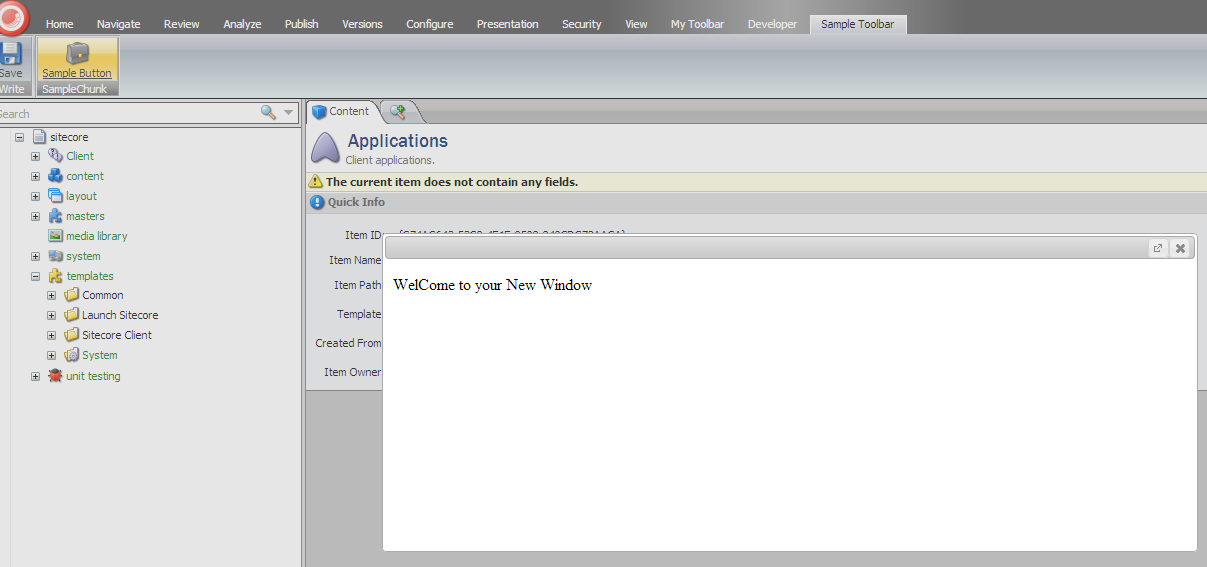 Home Navigate Review Analyze Publish Versions Configure Presentation Security View My Toolbar Developer Sample Toolbar
Save Sample Button
Write SampleChunk
Search
Content
sitecore
Client
content
layout
masters
media library
system
templates
Common
Launch Sitecore
Sitecore Client
System
unit testing
Applications
Client applications.
The current item does not contain any fields.
Quick Info
Item ID:
Item Name
Item Path
Template
Created From
Item Owner
WelCome to your New Window